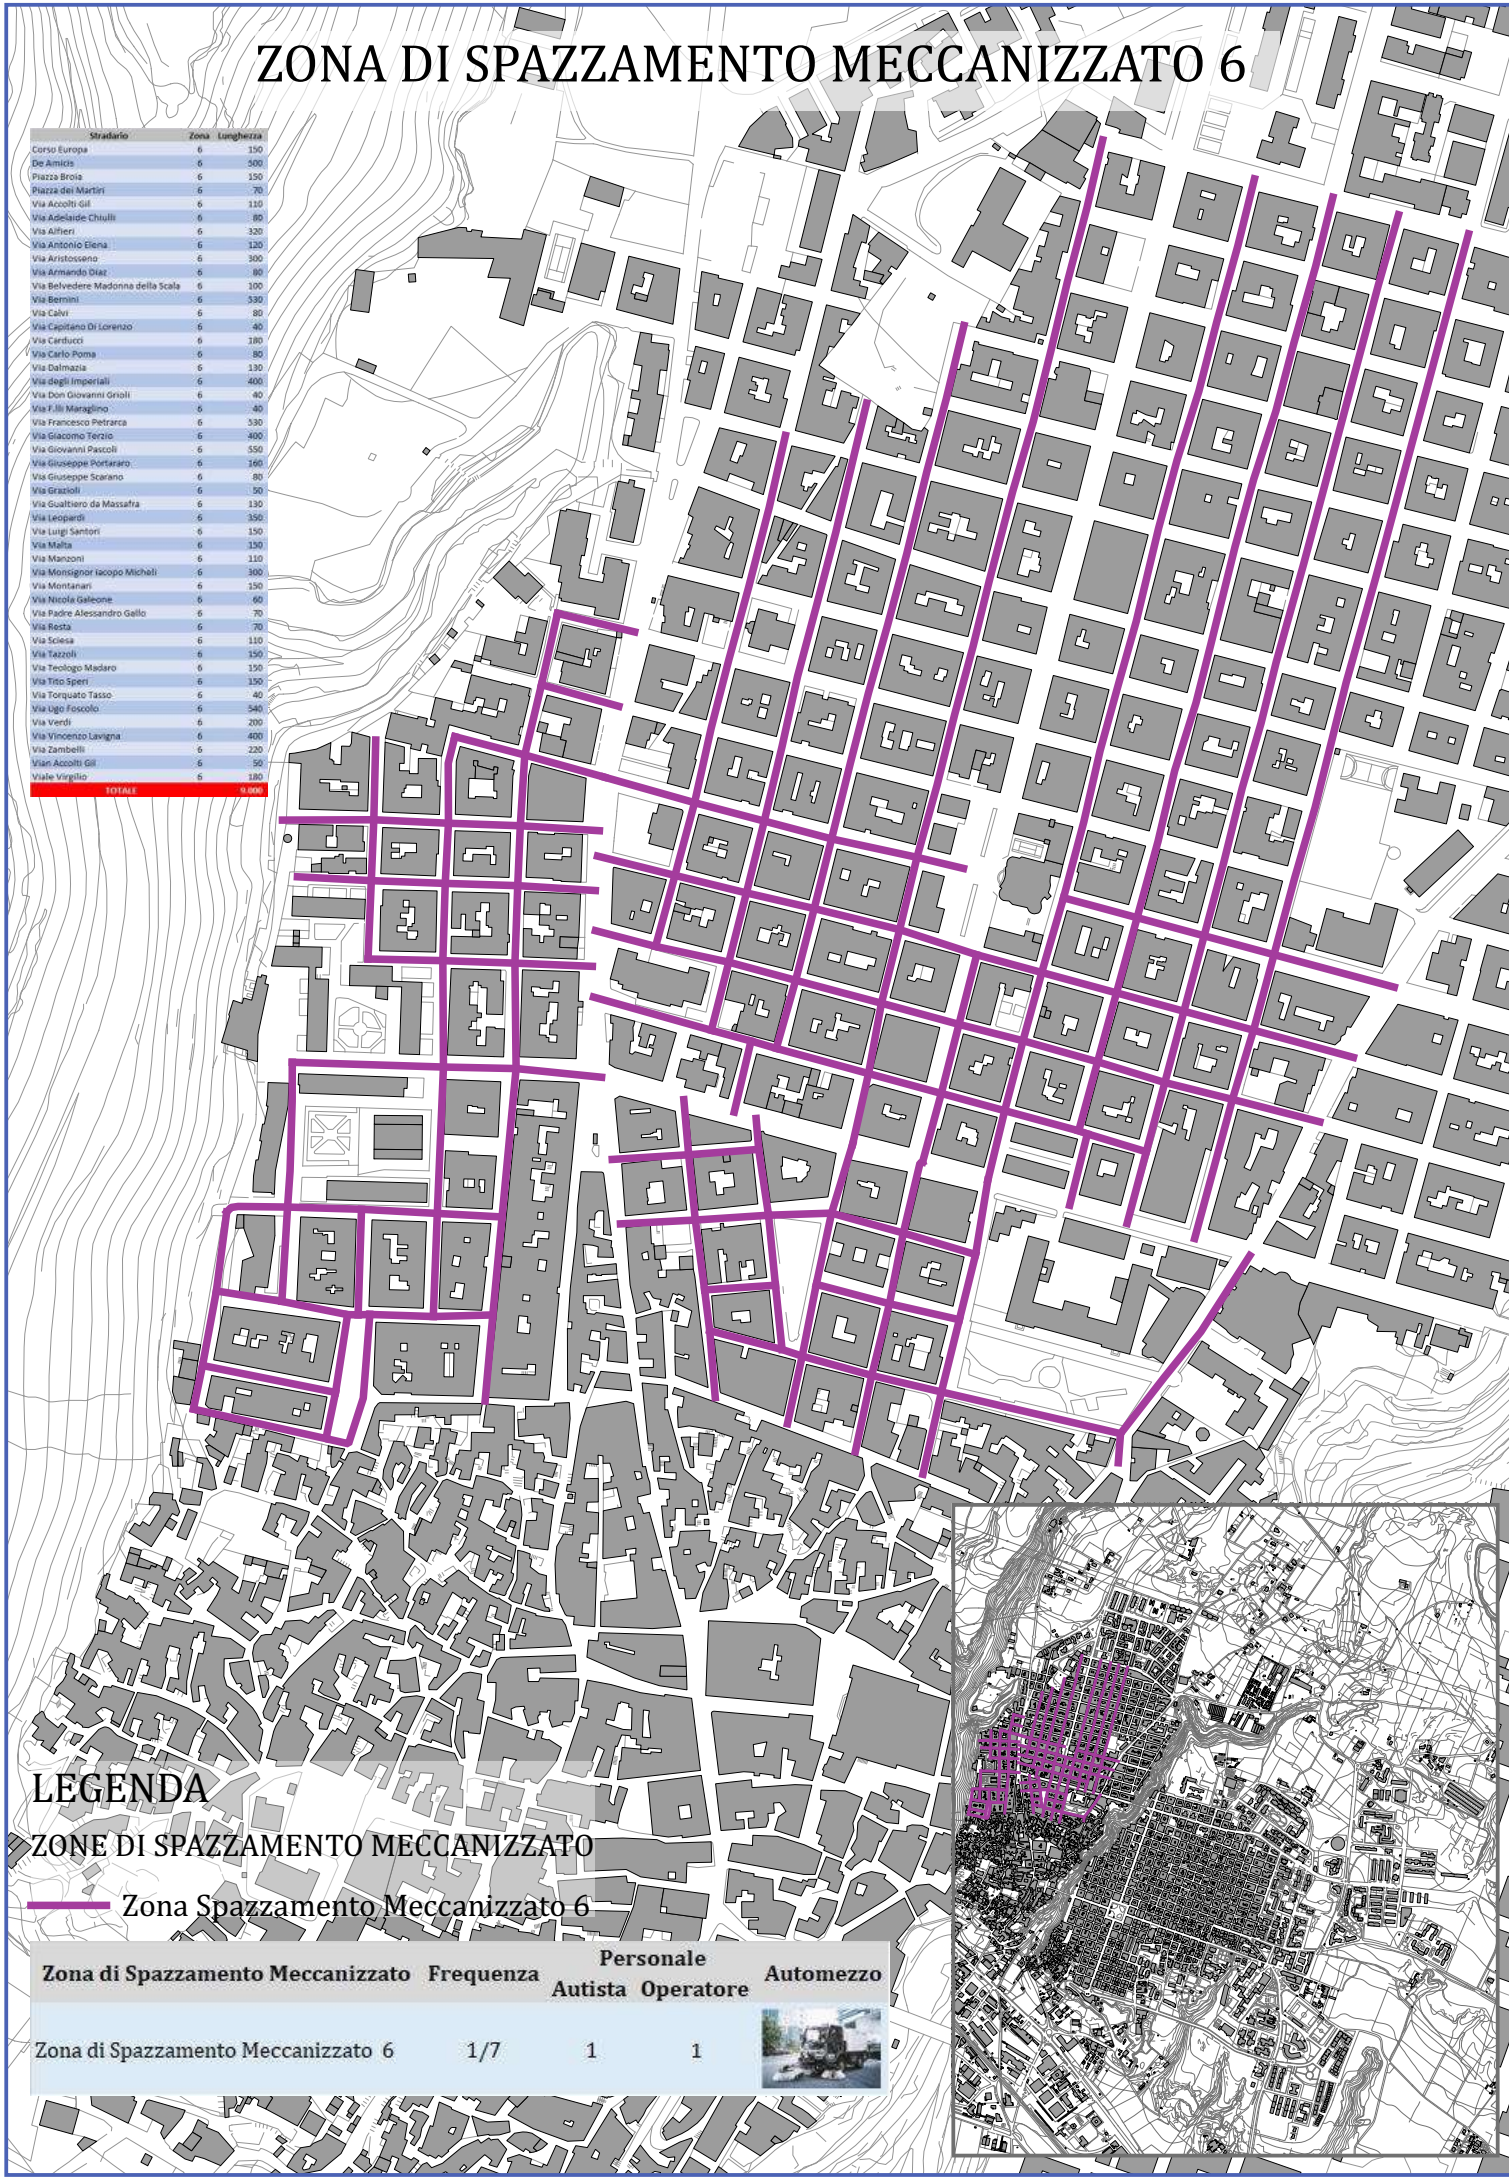 ZONA DI SPAZZAMENTO MECCANIZZATO 6
Stradario Zona Lunghezza
Corso Europa 6 150
De Amicis 6 500
Piazza Broia 6 150
Piazza dei Martiri 6 70
Via Accolti Gil 6 110
Via Adelaide Chiulli 6 80
Via Alfieri 6 320
Via Antonio Elena 6 120
Via Aristosseno 6 300
Via Armando Diaz 6 80
Via Belvedere Madonna della Scala 6 100
Via Bernini 6 530
Via Calvi 6 80
Via Capitano Di Lorenzo 6 40
Via Carducci 6 180
Via Carlo Poma 6 80
Via Dalmazia 6 130
Via degli Imperiali 6 400
Via Don Giovanni Grioli 6 40
Via F.lli Maraglino 6 40
Via Francesco Petrarca 6 530
Via Giacomo Terzio 6 400
Via Giovanni Pascoli 6 550
Via Giuseppe Portararo 6 160
Via Giuseppe Scarano 6 80
Via Grazioli 6 50
Via Gualtiero da Massafra 6 130
Via Leopardi 6 350
Via Luigi Santori 6 150
Via Malta 6 150
Via Manzoni 6 110
Via Monsignor Iacopo Micheli 6 300
Via Montanari 6 150
Via Nicola Galeone 6 60
Via Padre Alessandro Gallo 6 70
Via Resta 6 70
Via Sciesa 6 110
Via Tazzoli 6 150
Via Teologo Madaro 6 150
Via Tito Speri 6 150
Via Torquato Tasso 6 40
Via Ugo Foscolo 6 540
Via Verdi 6 200
Via Vincenzo Lavigna 6 400
Via Zambelli 6 220
Vian Accolti Gil 6 50
Viale Virgilio 6 180
TOTALE 9.000
LEGENDA
ZONE DI SPAZZAMENTO MECCANIZZATO
Zona Spazzamento Meccanizzato 6
Zona di Spazzamento Meccanizzato Frequenza Personale Automezzo
Autista Operatore
Zona di Spazzamento Meccanizzato 6 1/7 1 1